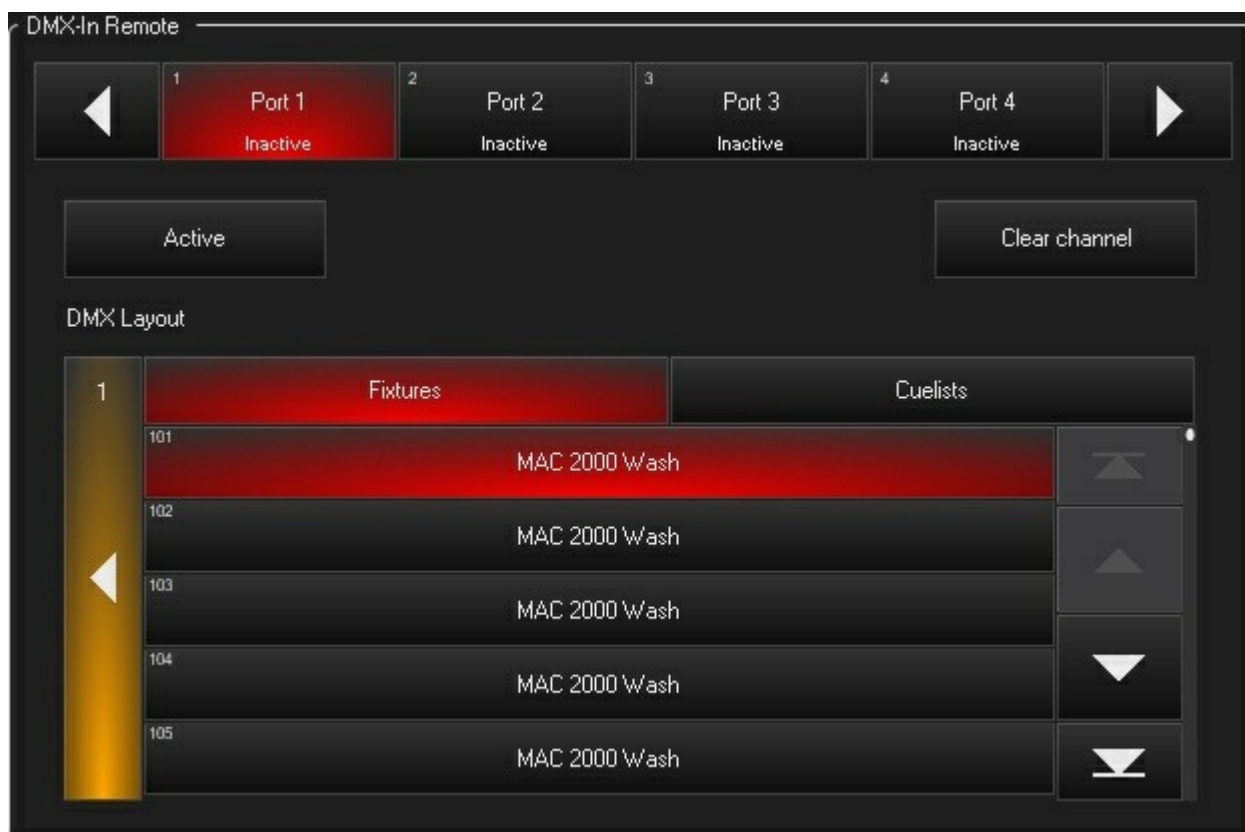 DMX-In Remote
1 Port 1 2 Port 2 3 Port 3 4 Port 4
Inactive Inactive Inactive Inactive
Active Clear channel
DMX Layout
1 Fixtures Cuelists
101 MAC 2000 Wash
102 MAC 2000 Wash
103 MAC 2000 Wash
104 MAC 2000 Wash
105 MAC 2000 Wash